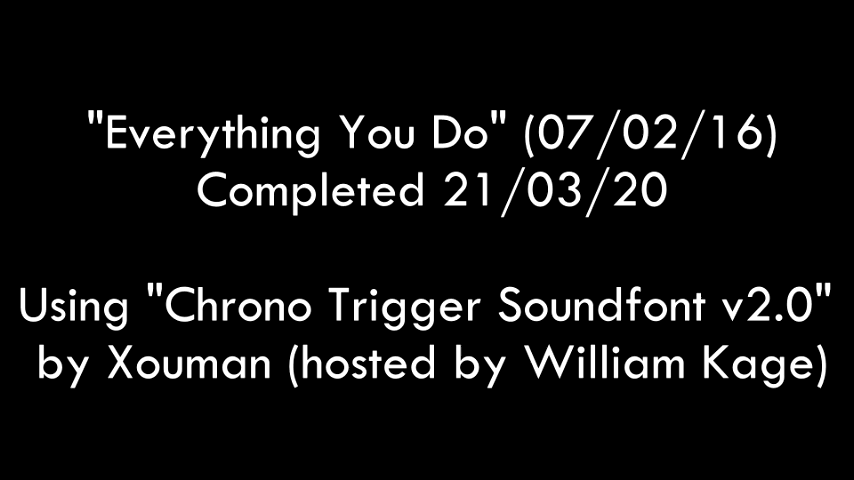 "Everything You Do" (07/02/16)
Completed 21/03/20
Using "Chrono Trigger Soundfont v2.0"
by Xouman (hosted by William Kage)